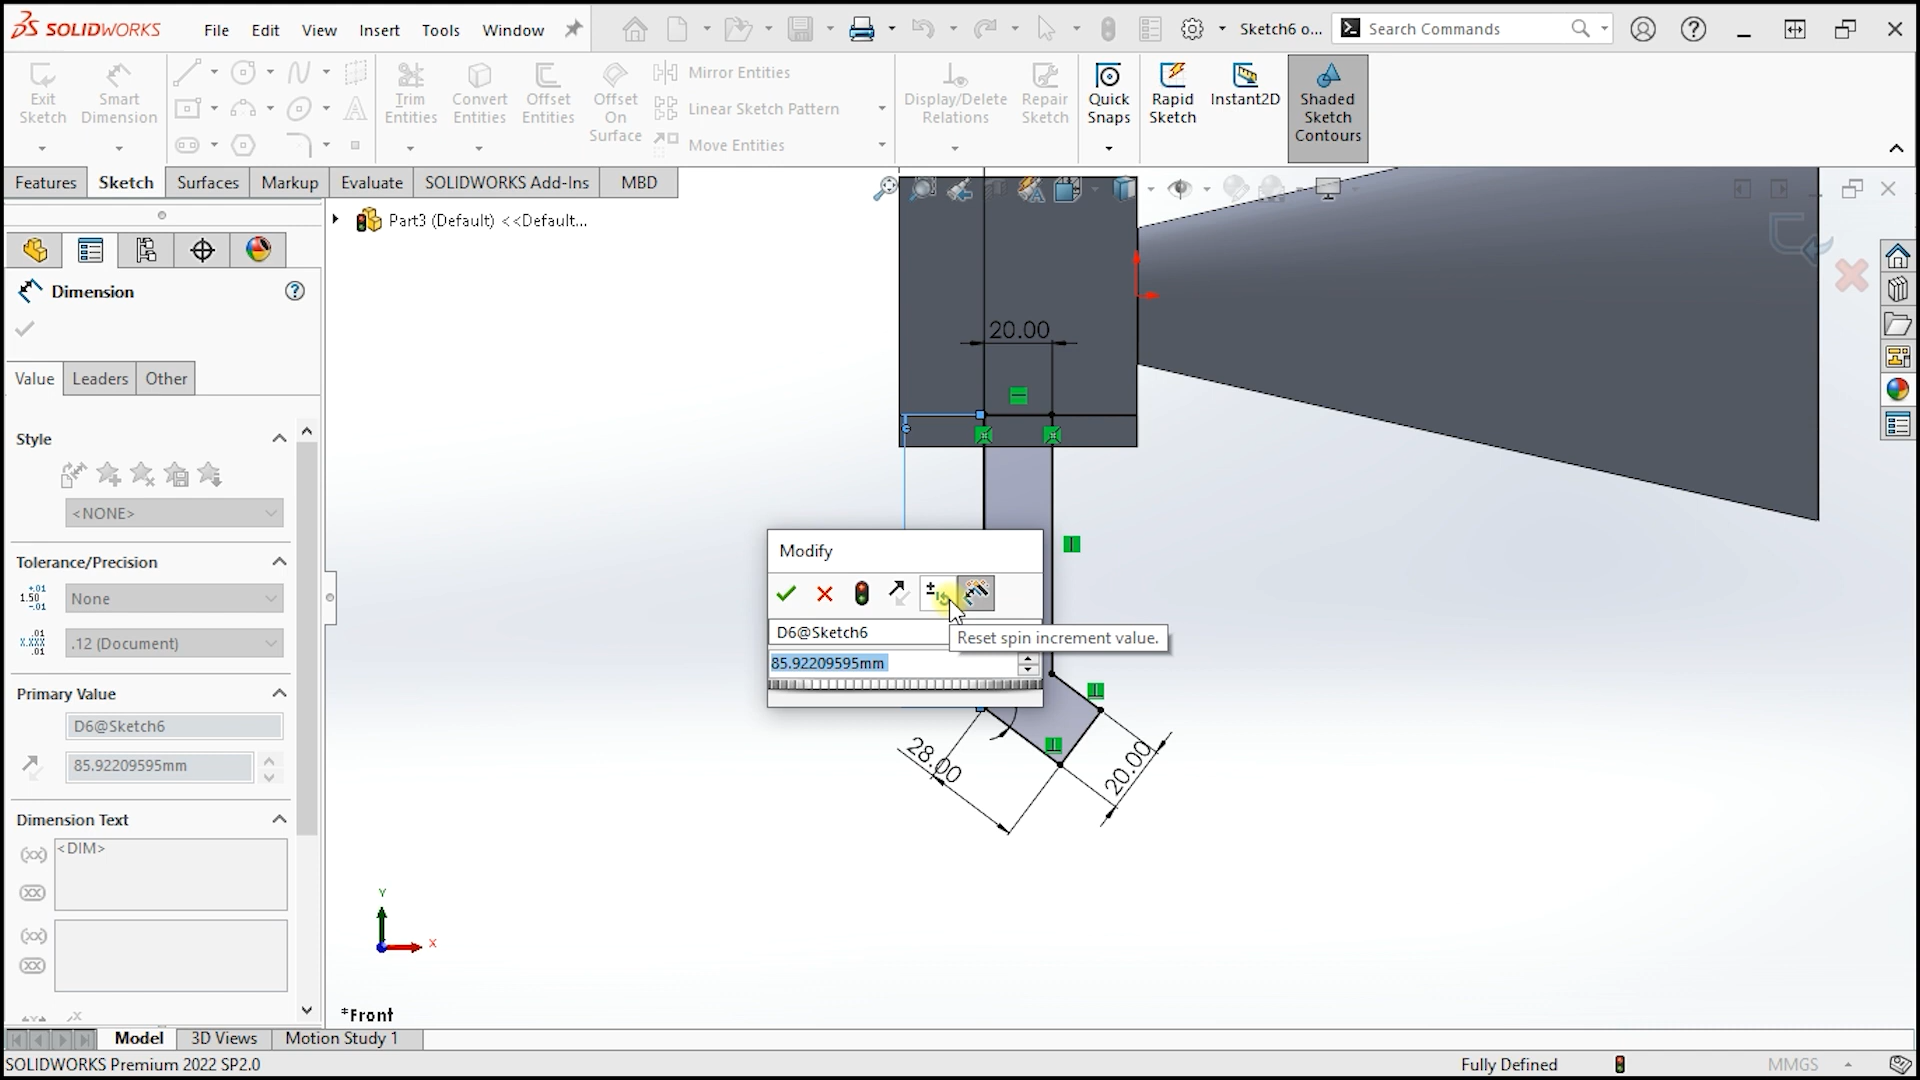 SOLIDWORKS
File Edit View Insert Tools Window
Sketch6 o...
Search Commands
Exit Sketch
Smart Dimension
Trim Entities
Convert Entities
Offset Entities
Offset On Surface
Mirror Entities
Linear Sketch Pattern
Move Entities
Display/Delete Relations
Repair Sketch
Quick Snaps
Rapid Sketch
Instant2D
Shaded Sketch Contours
Features Sketch Surfaces Markup Evaluate SOLIDWORKS Add-Ins MBD
Part3 (Default) <<Default...
Dimension
Value Leaders Other
Style
<NONE>
Tolerance/Precision
None
.12 (Document)
Primary Value
D6@Sketch6
85.92209595mm
Dimension Text
<DIM>
20.00
Modify
D6@Sketch6
Reset spin increment value.
85.92209595mm
28.00
20.00
Y
X
*Front
Model 3D Views Motion Study 1
SOLIDWORKS Premium 2022 SP2.0
Fully Defined
MMGS